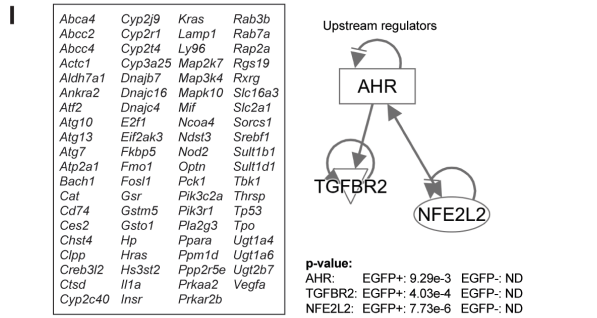 I
Abca4 Cyp2j9 Kras Rab3b
Abcc2 Cyp2r1 Lamp1 Rab7a
Abcc4 Cyp2t4 Ly96 Rap2a
Actc1 Cyp3a25 Map2k7 Rgs19
Aldh7a1 Dnajb7 Map3k4 Rxrg
Ankra2 Dnajc16 Mapk10 Slc16a3
Atf2 Dnajc4 Mif Slc2a1
Atg10 E2f1 Ncoa4 Sorcs1
Atg13 Eif2ak3 Ndst3 Srebf1
Atg7 Fkbp5 Nod2 Sult1b1
Atp2a1 Fmo1 Optn Sult1d1
Bach1 Fosl1 Pck1 Tbk1
Cat Gsr Pik3c2a Thrsp
Cd74 Gstm5 Pik3r1 Tp53
Ces2 Gsto1 Pla2g3 Tpo
Chst4 Hp Ppara Ugt1a4
Clpp Hras Ppm1d Ugt1a6
Creb3l2 Hs3st2 Ppp2r5e Ugt2b7
Ctsd Il1a Prkaa2 Vegfa
Cyp2c40 Insr Prkar2b
Upstream regulators
AHR
TGFBR2
NFE2L2
p-value:
AHR: EGFP+: 9.29e-3 EGFP-: ND
TGFBR2: EGFP+: 4.03e-4 EGFP-: ND
NFE2L2: EGFP+: 7.73e-6 EGFP-: ND